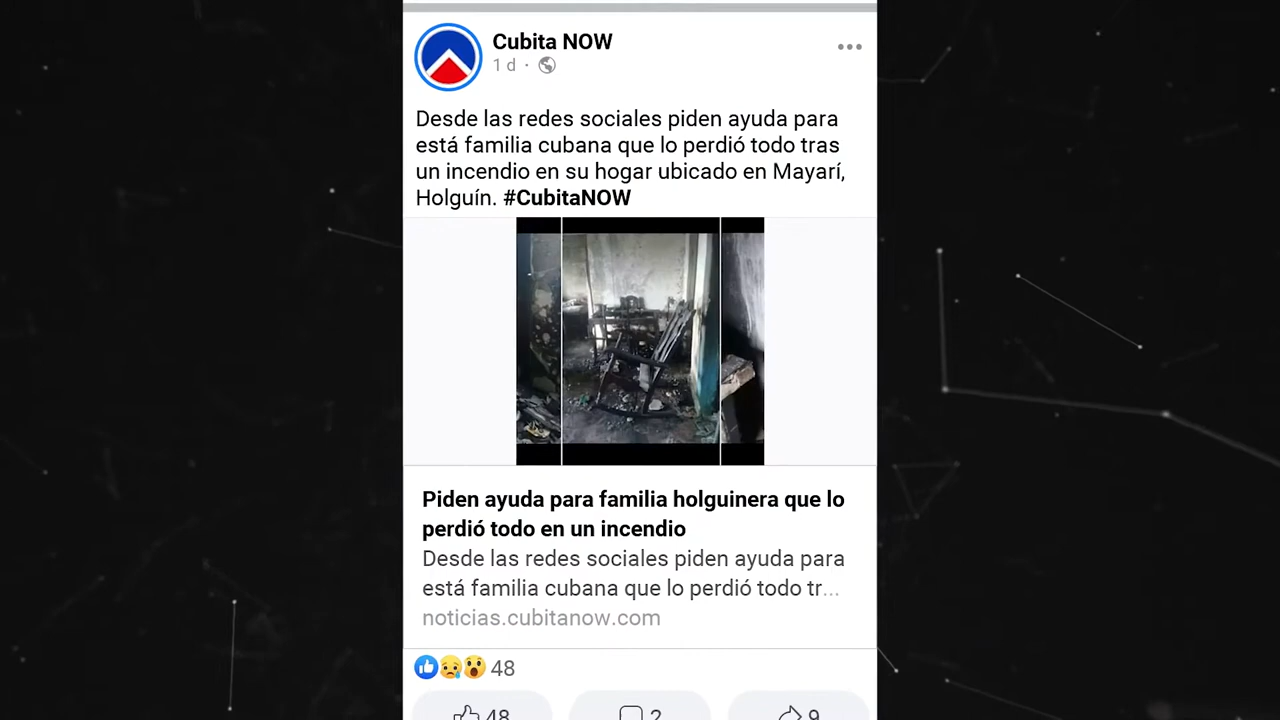 Cubita NOW
1 d ·
Desde las redes sociales piden ayuda para
está familia cubana que lo perdió todo tras
un incendio en su hogar ubicado en Mayarí,
Holguín. #CubitaNOW
Piden ayuda para familia holguinera que lo
perdió todo en un incendio
Desde las redes sociales piden ayuda para
está familia cubana que lo perdió todo tr...
noticias.cubitanow.com
48
48 2 9